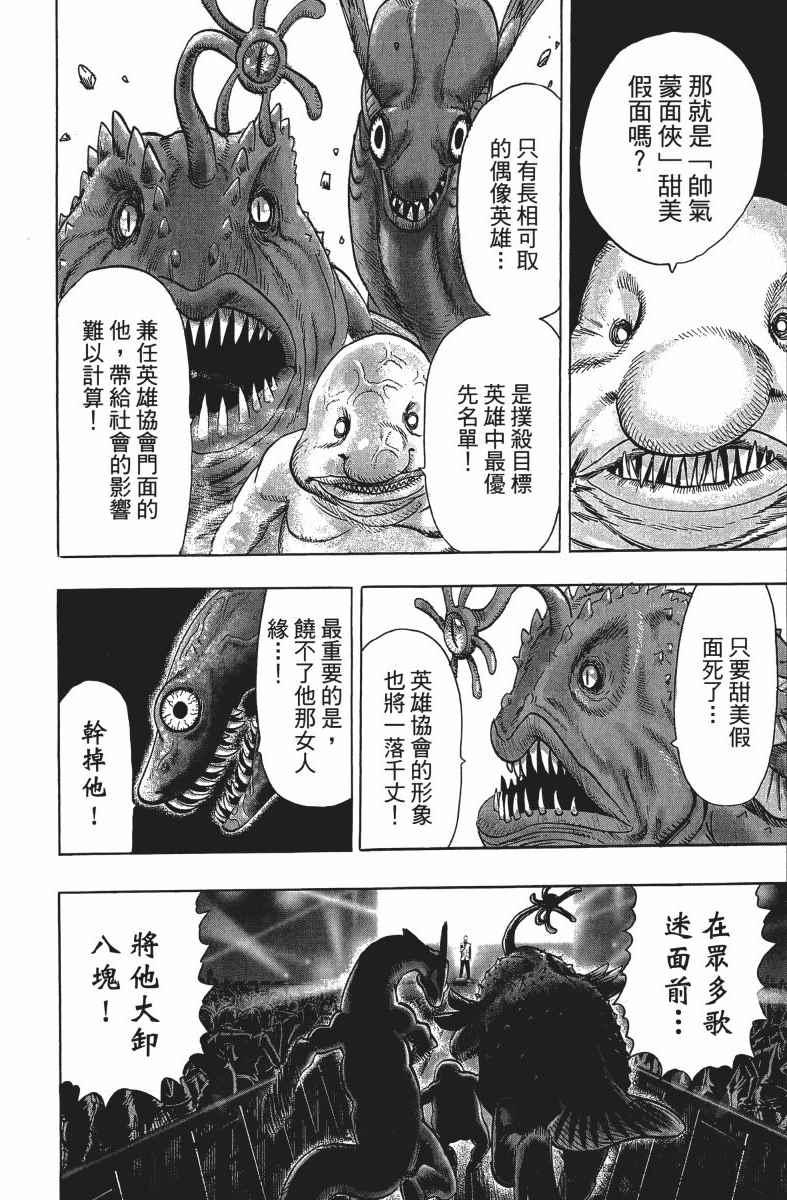 那就是「帥氣
蒙面俠」甜美
假面嗎？
只有長相可取
的偶像英雄…
是撲殺目標
英雄中最優
先名單！
兼任英雄協會門面的
他，帶給社會的影響
難以計算！
只要甜美假
面死了…
英雄協會的形象
也將一落千丈！
最重要的是，
饒不了他那女人
緣…！
幹掉他！
在眾多歌
迷面前…
將他大卸
八塊！